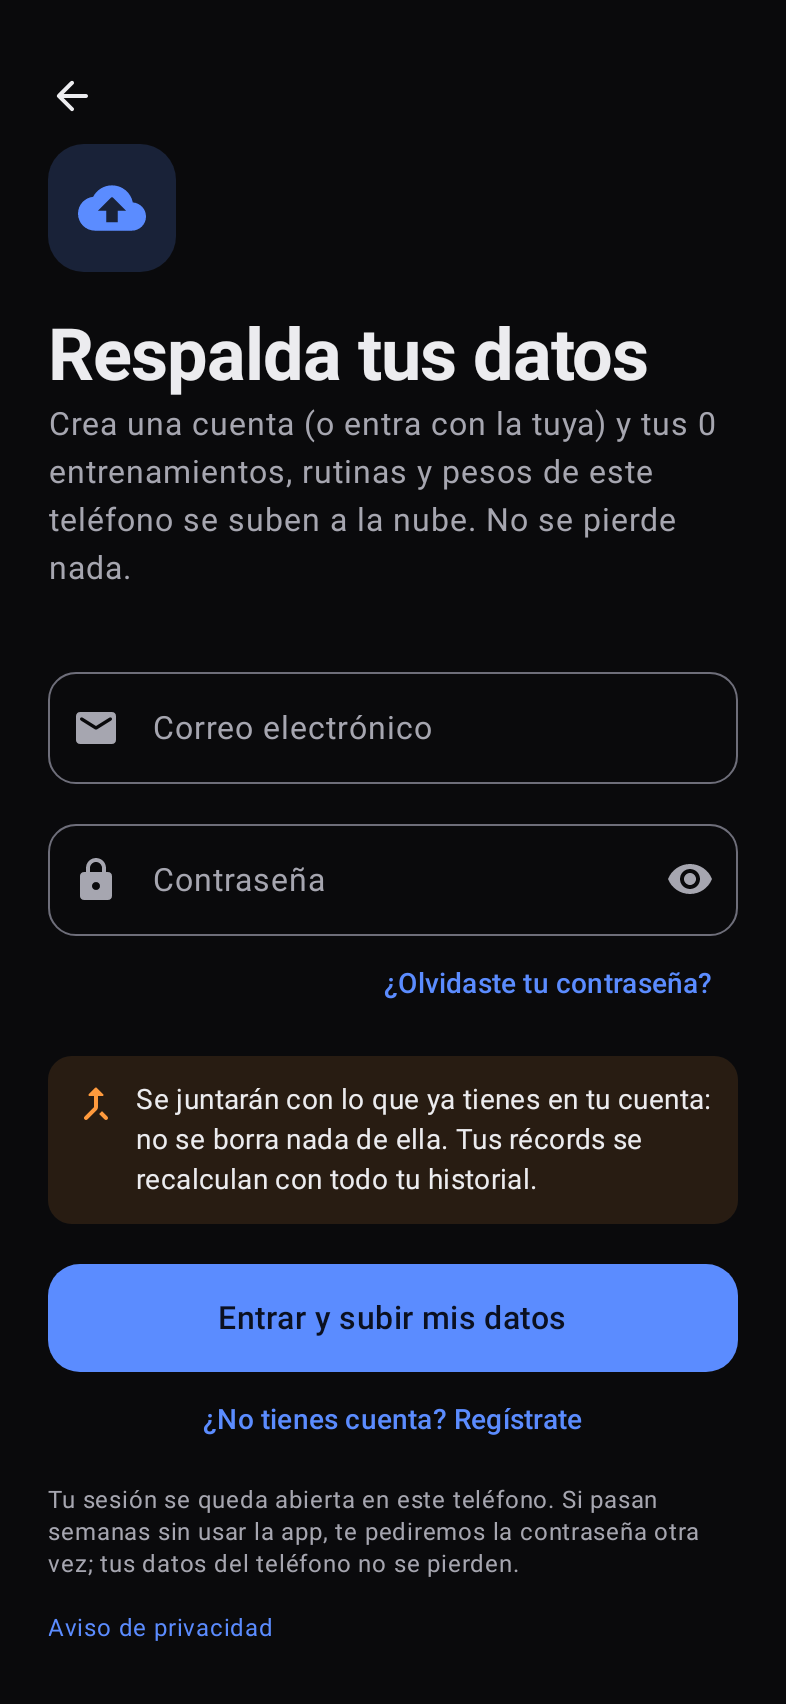 Respalda tus datos
Crea una cuenta (o entra con la tuya) y tus 0
entrenamientos, rutinas y pesos de este
teléfono se suben a la nube. No se pierde
nada.
Correo electrónico
Contraseña
¿Olvidaste tu contraseña?
Se juntarán con lo que ya tienes en tu cuenta:
no se borra nada de ella. Tus récords se
recalculan con todo tu historial.
Entrar y subir mis datos
¿No tienes cuenta? Regístrate
Tu sesión se queda abierta en este teléfono. Si pasan
semanas sin usar la app, te pediremos la contraseña otra
vez; tus datos del teléfono no se pierden.
Aviso de privacidad